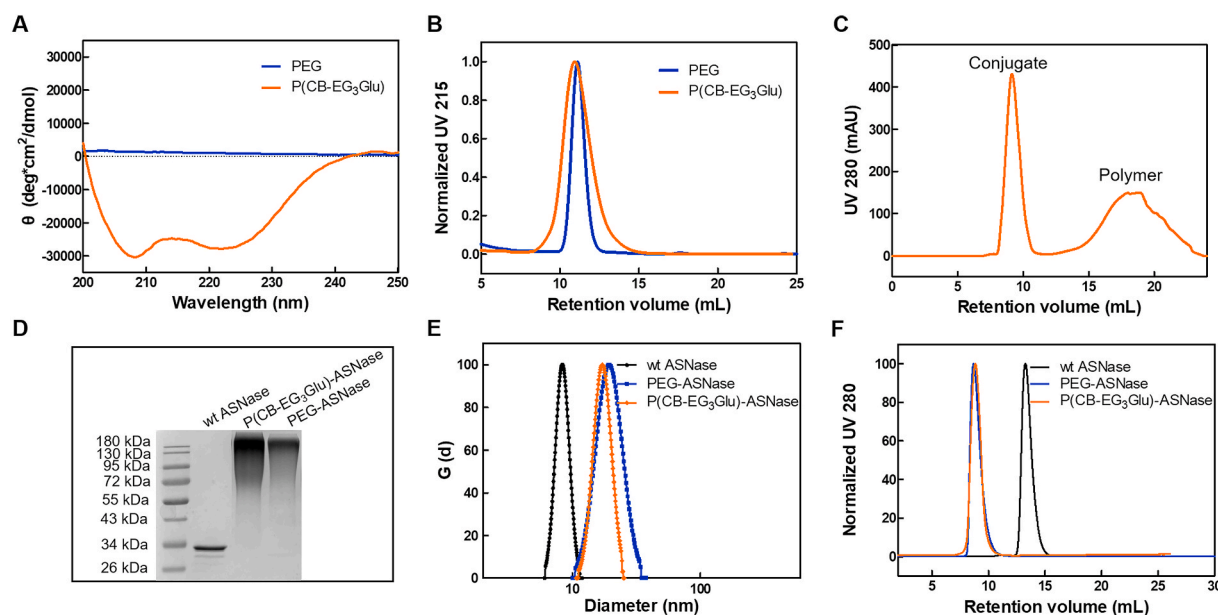 A
30000
20000
10000
0
-10000
-20000
-30000
θ (deg*cm²/dmol)
PEG
P(CB-EG₃Glu)
200 210 220 230 240 250
Wavelength (nm)
B
1.0
0.8
0.6
0.4
0.2
0.0
Normalized UV 215
PEG
P(CB-EG₃Glu)
5 10 15 20 25
Retention volume (mL)
C
500
400
300
200
100
0
UV 280 (mAU)
Conjugate
Polymer
0 5 10 15 20
Retention volume (mL)
D
wt ASNase
P(CB-EG₃Glu)-ASNase
PEG-ASNase
180 kDa
130 kDa
95 kDa
72 kDa
55 kDa
43 kDa
34 kDa
26 kDa
E
100
80
60
40
20
0
G (d)
wt ASNase
PEG-ASNase
P(CB-EG₃Glu)-ASNase
10 100
Diameter (nm)
F
100
80
60
40
20
0
Normalized UV 280
wt ASNase
PEG-ASNase
P(CB-EG₃Glu)-ASNase
5 10 15 20 25 30
Retention volume (mL)